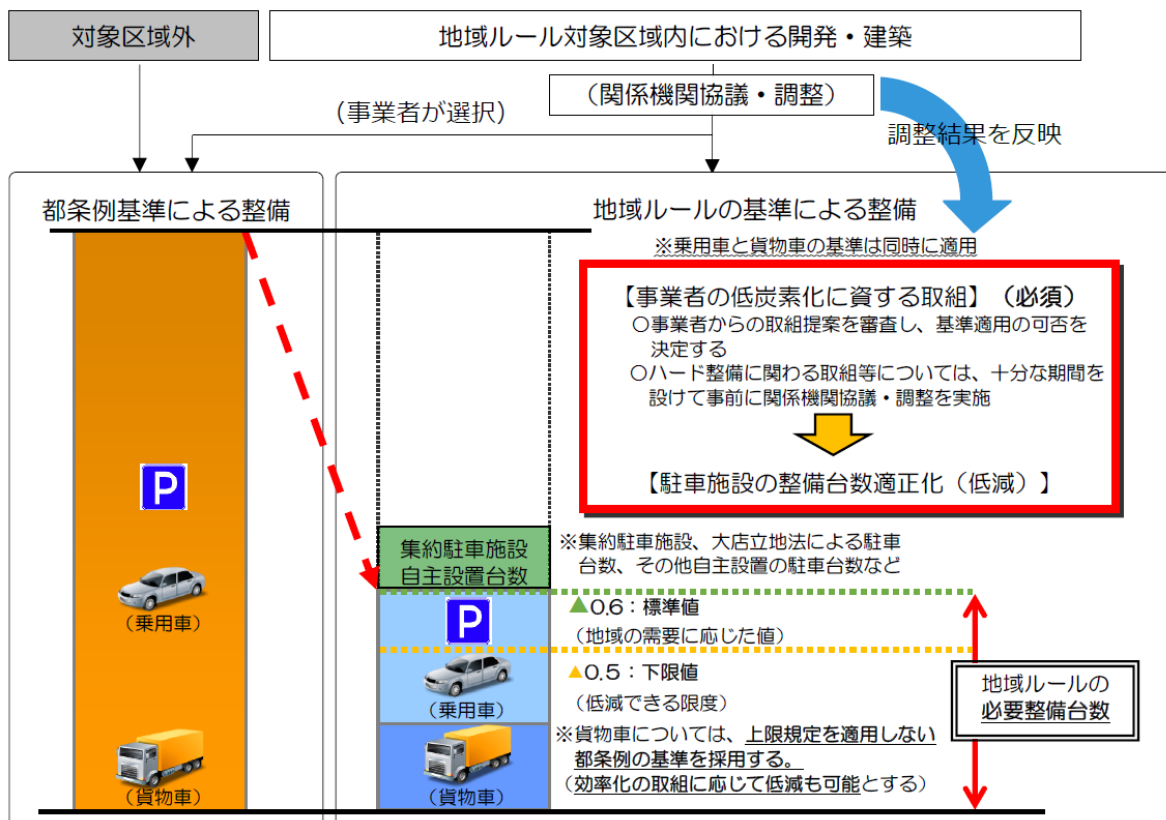 対象区域外
地域ルール対象区域内における開発・建築
（関係機関協議・調整）
(事業者が選択)
調整結果を反映
都条例基準による整備
地域ルールの基準による整備
※乗用車と貨物車の基準は同時に適用
【事業者の低炭素化に資する取組】（必須）
○事業者からの取組提案を審査し、基準適用の可否を
決定する
○ハード整備に関わる取組等については、十分な期間を
設けて事前に関係機関協議・調整を実施
【駐車施設の整備台数適正化（低減）】
P
（乗用車）
（貨物車）
集約駐車施設
自主設置台数
※集約駐車施設、大店立地法による駐車
台数、その他自主設置の駐車台数など
P
（乗用車）
（貨物車）
▲0.6：標準値
（地域の需要に応じた値）
▲0.5：下限値
（低減できる限度）
※貨物車については、上限規定を適用しない
都条例の基準を採用する。
（効率化の取組に応じて低減も可能とする）
地域ルールの
必要整備台数